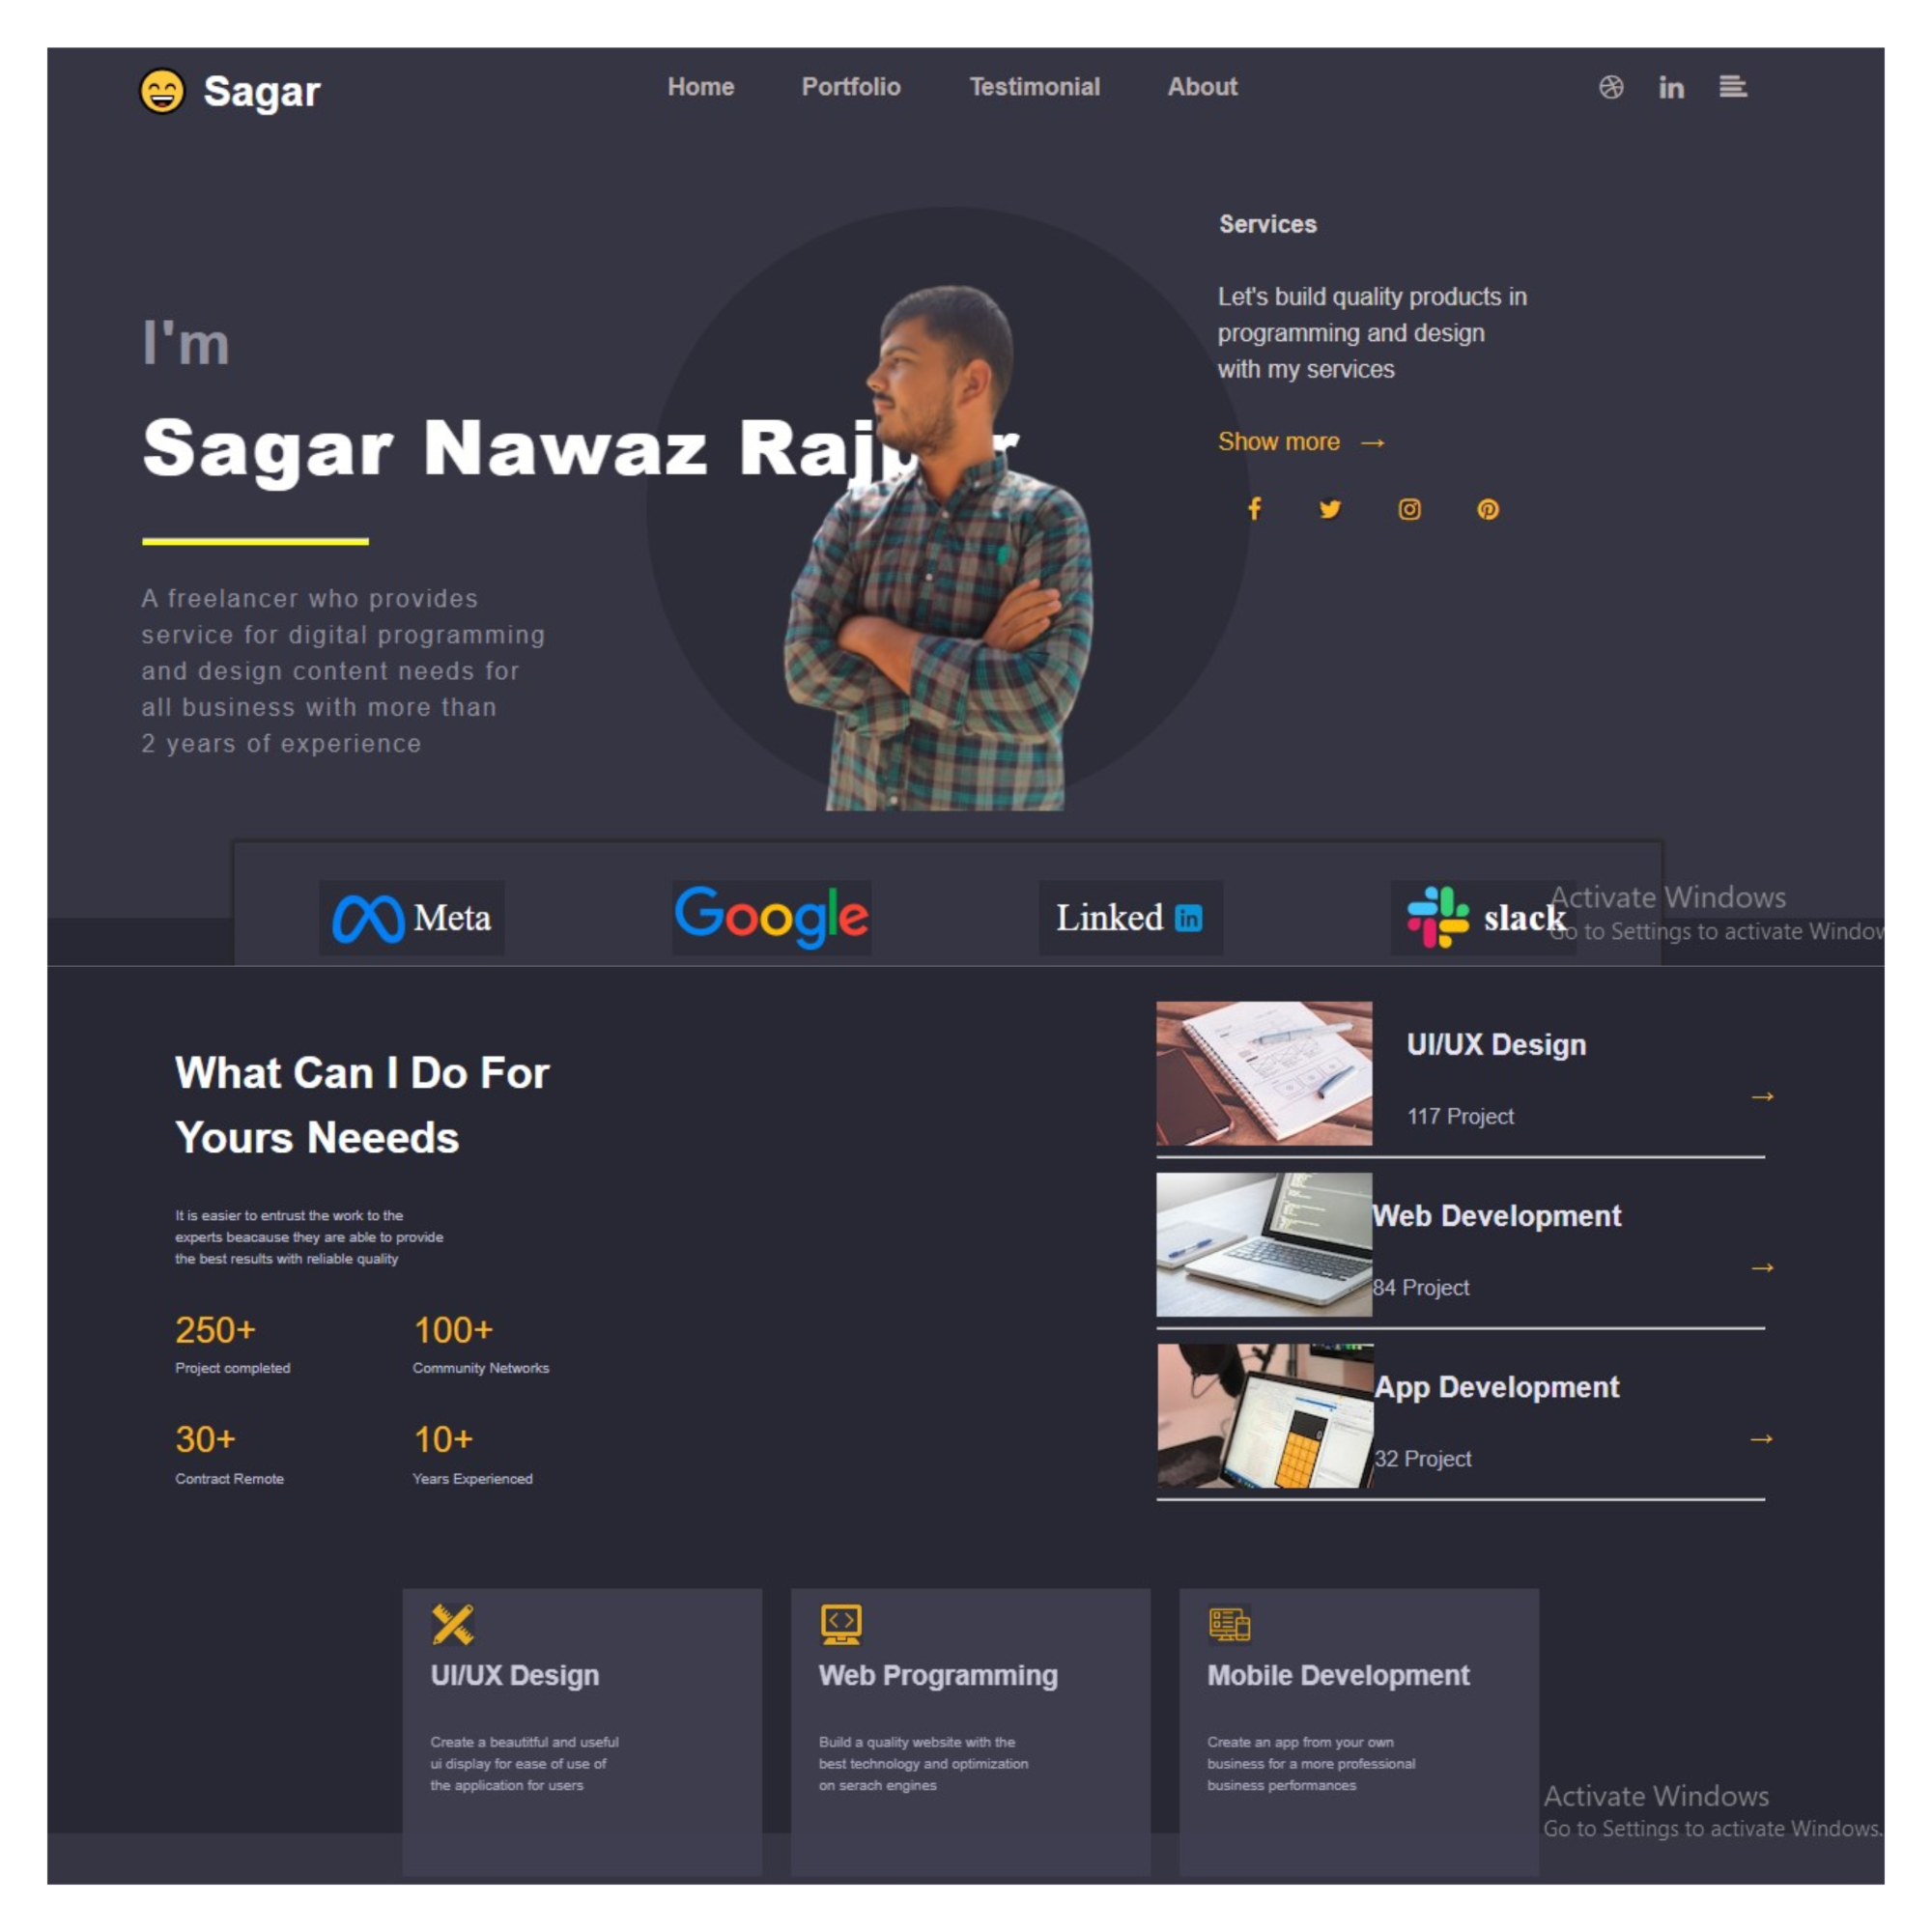 Sagar
Home Portfolio Testimonial About
in
Services
Let's build quality products in
programming and design
with my services
Show more →
I'm
Sagar Nawaz
A freelancer who provides
service for digital programming
and design content needs for
all business with more than
2 years of experience
Meta
Google
Linked in
slack
Activate Windows
Go to Settings to activate Window
What Can I Do For
Yours Neeeds
It is easier to entrust the work to the
experts beacause they are able to provide
the best results with reliable quality
250+ 100+
Project completed Community Networks
30+ 10+
Contract Remote Years Experienced
UI/UX Design
117 Project
→
Web Development
84 Project
→
App Development
32 Project
→
UI/UX Design
Create a beautitful and useful
ui display for ease of use of
the application for users
Web Programming
Build a quality website with the
best technology and optimization
on serach engines
Mobile Development
Create an app from your own
business for a more professional
business performances
Activate Windows
Go to Settings to activate Windows.